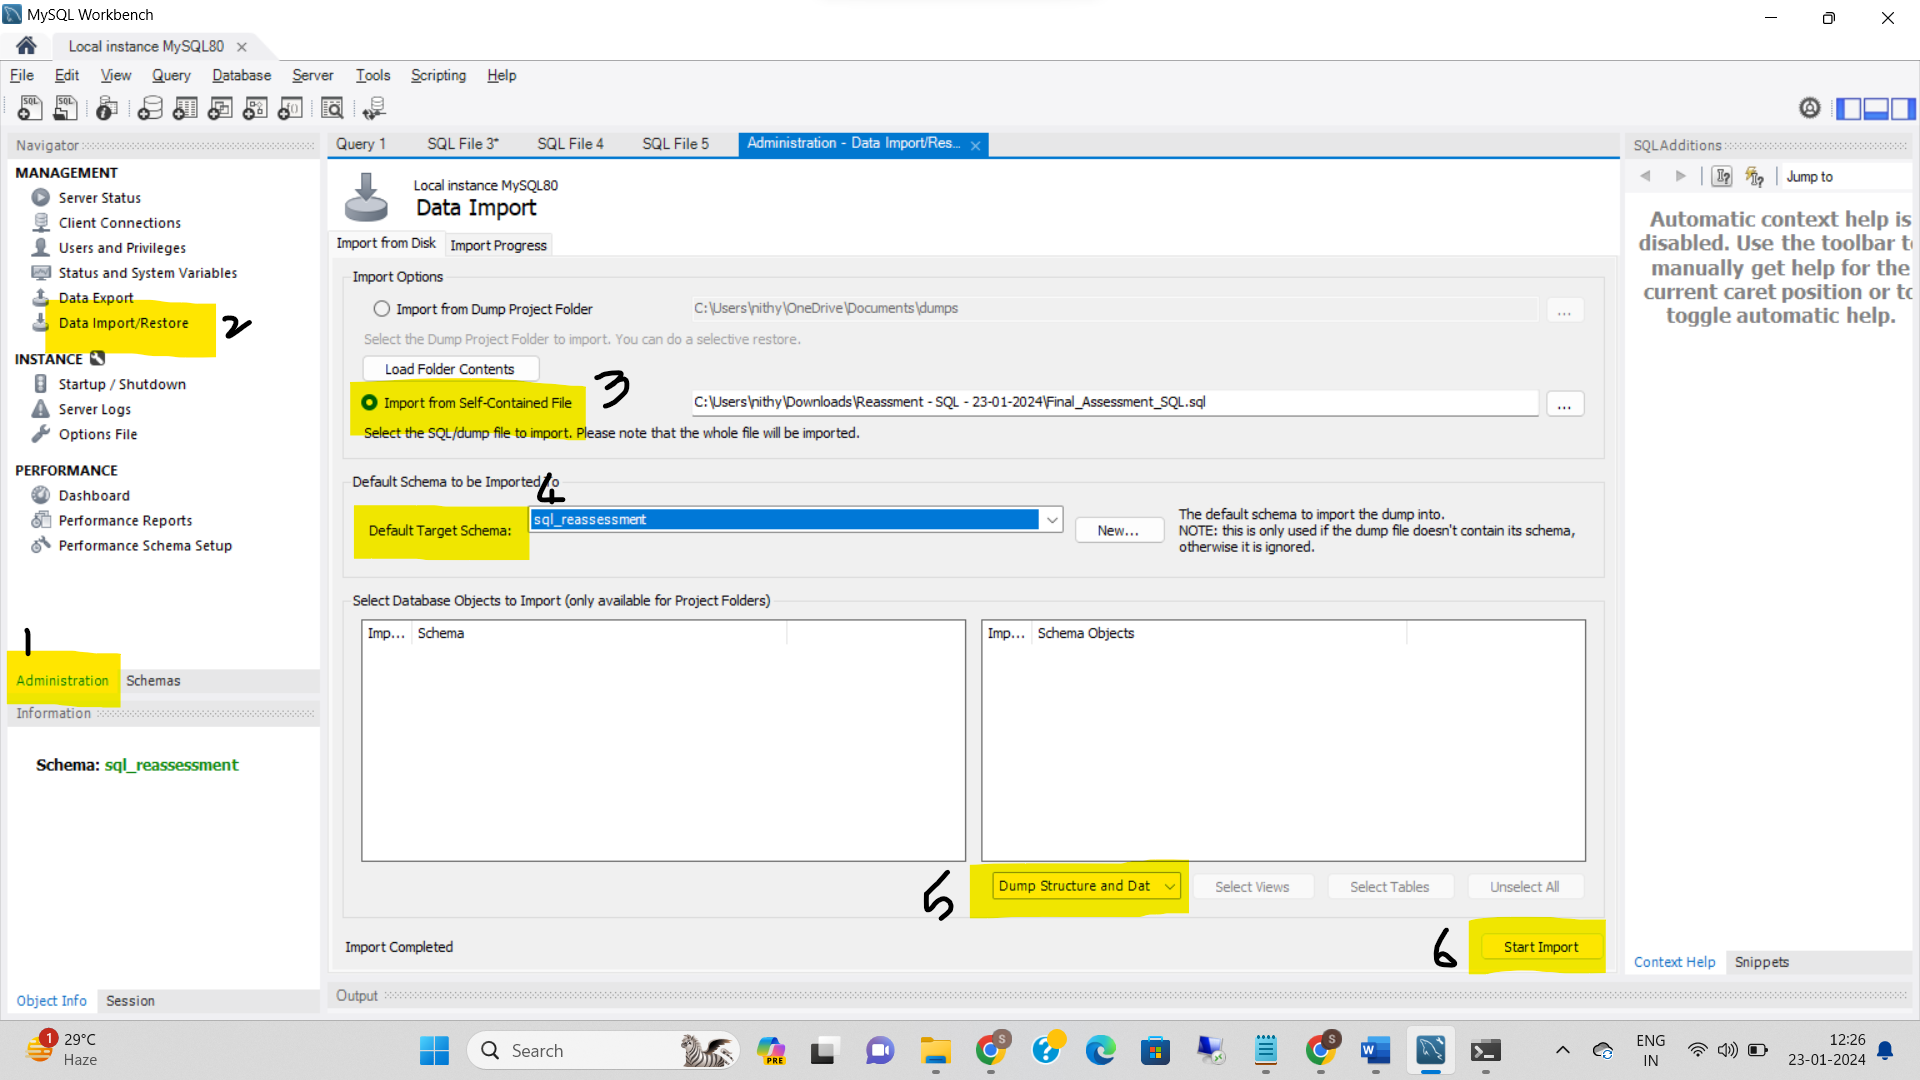 MySQL Workbench
Local instance MySQL80
File Edit View Query Database Server Tools Scripting Help
Navigator
MANAGEMENT
Server Status
Client Connections
Users and Privileges
Status and System Variables
Data Export
Data Import/Restore
2
INSTANCE
Startup / Shutdown
Server Logs
Options File
PERFORMANCE
Dashboard
Performance Reports
Performance Schema Setup
1
Administration Schemas
Information
Schema: sql_reassessment
Object Info Session
Query 1 SQL File 3* SQL File 4 SQL File 5 Administration - Data Import/Res...
Local instance MySQL80
Data Import
Import from Disk Import Progress
Import Options
Import from Dump Project Folder C:\Users\nithy\OneDrive\Documents\dumps ...
Select the Dump Project Folder to import. You can do a selective restore.
Load Folder Contents
3
Import from Self-Contained File C:\Users\nithy\Downloads\Reassment - SQL - 23-01-2024\Final_Assessment_SQL.sql ...
Select the SQL/dump file to import. Please note that the whole file will be imported.
Default Schema to be Imported To
4
Default Target Schema: sql_reassessment New...
The default schema to import the dump into.
NOTE: this is only used if the dump file doesn't contain its schema,
otherwise it is ignored.
Select Database Objects to Import (only available for Project Folders)
Imp... Schema
Imp... Schema Objects
5
Dump Structure and Dat Select Views Select Tables Unselect All
Import Completed
6
Start Import
Output
SQLAdditions
Jump to
Automatic context help is
disabled. Use the toolbar t
manually get help for the
current caret position or to
toggle automatic help.
Context Help Snippets
1
29°C
Haze
Search
PRE
S
S
ENG
IN
12:26
23-01-2024